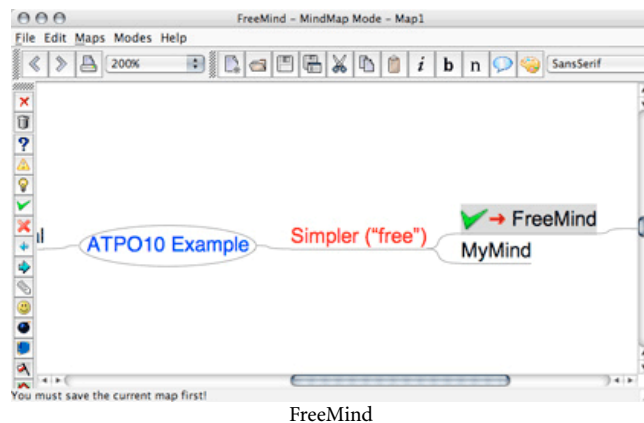 FreeMind – MindMap Mode – Map1
File Edit Maps Modes Help
200% i b n SansSerif
al
ATPO10 Example
Simpler (“free”)
FreeMind
MyMind
You must save the current map first!
FreeMind